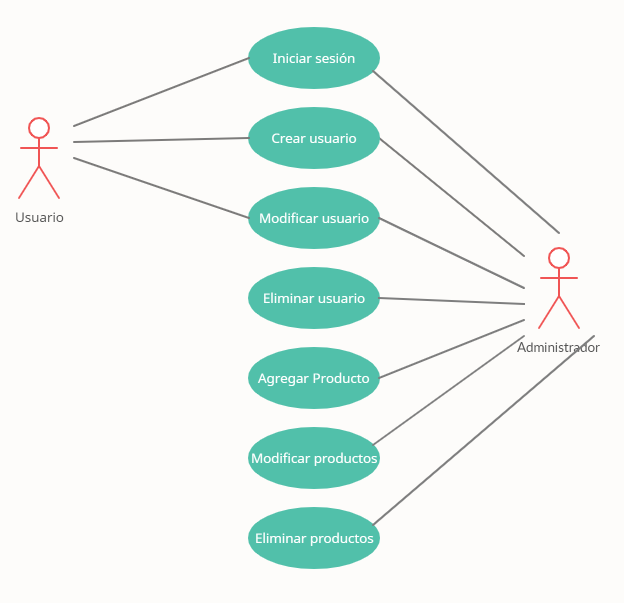 Iniciar sesión
Crear usuario
Modificar usuario
Usuario
Eliminar usuario
Administrador
Agregar Producto
Modificar productos
Eliminar productos